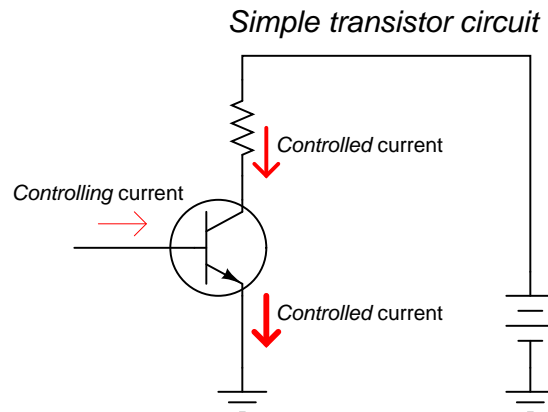 Simple transistor circuit
Controlled current
Controlling current
Controlled current